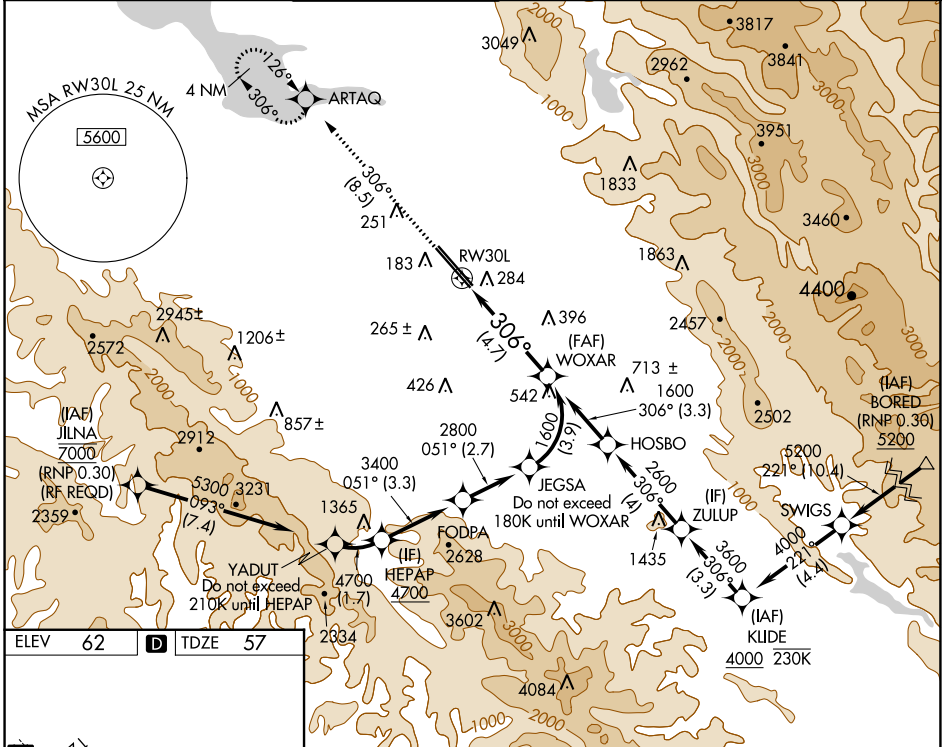 3817
3049
3841
2962
126°
MSA RW30L 25 NM
4 NM
306°
ARTAQ
1000
3000
5600
3951
3000
306°
(8.5)
1833
251
3460
RW30L
183
284
1863
4400
2945±
396
306°
(4.7)
265 ±
2457
1206 ±
(FAF)
WOXAR
2572
3000
2000
713 ±
1600
306° (3.3)
426
542
2000
1000
(IAF)
BORED
(RNP 0.30)
5200
(IAF)
JILNA
7000
(RNP 0.30)
(RF REQD)
857±
2502
2912
2800
051° (2.7)
1600
(3.9)
HOSBO
5200
221° (10.4)
3400
051° (3.3)
JEGSA
Do not exceed
180K until WOXAR
2600
306°
(4)
5300
093°
(7.4)
3231
1365
2359
(IF)
ZULUP
SWIGS
FODPA
2628
1435
4000
221°
(4.4)
YADUT
Do not exceed
210K until HEPAP
4700
(1.7)
(IF)
HEPAP
4700
3600
306°
(3.3)
2334
3602
3000
(IAF)
KLIDE
4000 230K
ELEV 62 D TDZE 57
4084
1000
2000